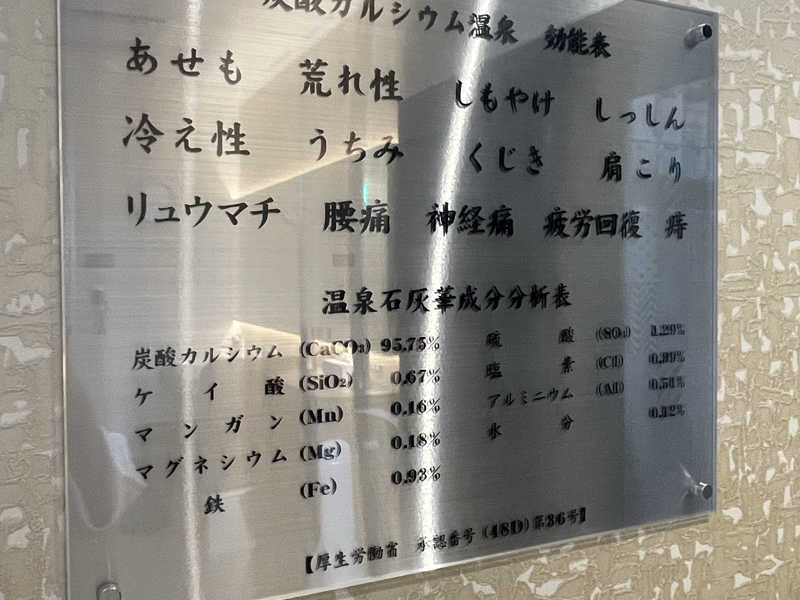 炭酸カルシウム温泉 効能表
あせも 荒れ性 しもやけ しっしん
冷え性 うちみ くじき 肩こり
リュウマチ 腰痛 神経痛 疲労回復 痔
温泉石灰華成分分析表
炭酸カルシウム (CaCO₃) 95.75% 硫酸 (SO₄) 1.29%
ケイ酸 (SiO₂) 0.67% 塩素 (Cl)
マンガン (Mn) 0.16% アルミニウム (Al)
マグネシウム (Mg) 0.18% 水分 0.12%
鉄 (Fe) 0.93%
【厚生労働省 承認番号(48D)第36号】